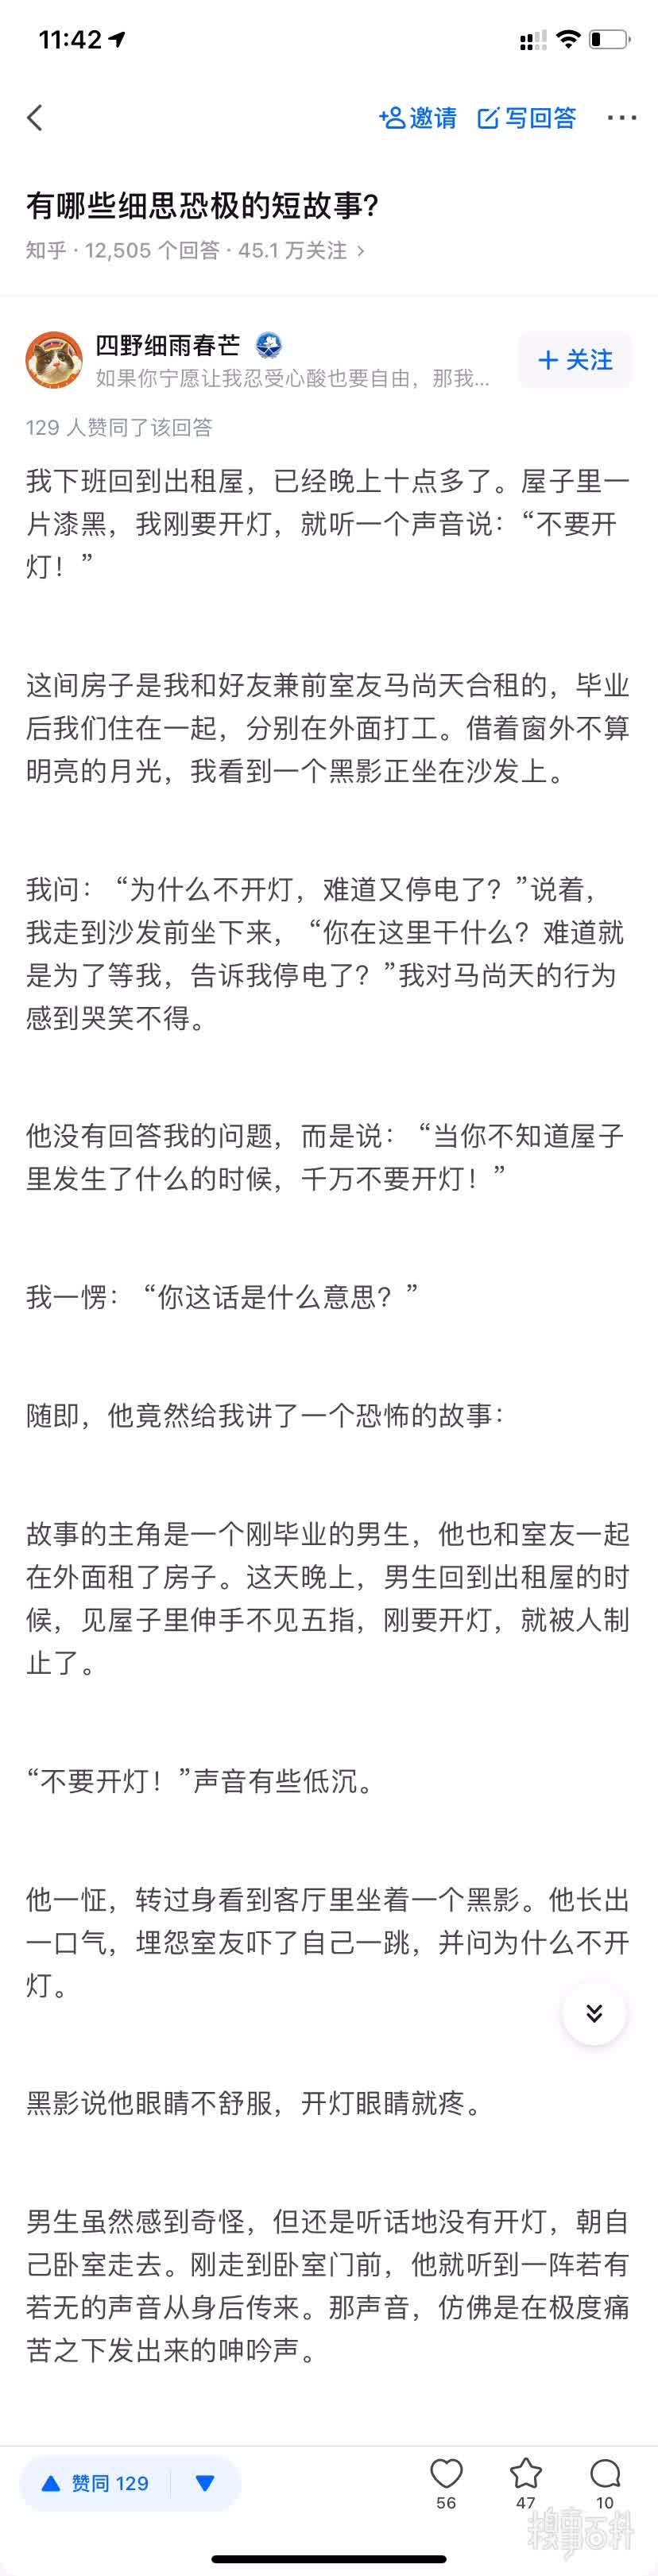 11:42
邀请 写回答
有哪些细思恐极的短故事?
知乎 · 12,505 个回答 · 45.1 万关注
四野细雨春芒
如果你宁愿让我忍受心酸也要自由，那我...
+ 关注
129 人赞同了该回答
我下班回到出租屋，已经晚上十点多了。屋子里一
片漆黑，我刚要开灯，就听一个声音说：“不要开
灯！”
这间房子是我和好友兼前室友马尚天合租的，毕业
后我们住在一起，分别在外面打工。借着窗外不算
明亮的月光，我看到一个黑影正坐在沙发上。
我问：“为什么不开灯，难道又停电了？”说着，
我走到沙发前坐下来，“你在这里干什么？难道就
是为了等我，告诉我停电了？”我对马尚天的行为
感到哭笑不得。
他没有回答我的问题，而是说：“当你不知道屋子
里发生了什么的时候，千万不要开灯！”
我一愣：“你这话是什么意思？”
随即，他竟然给我讲了一个恐怖的故事：
故事的主角是一个刚毕业的男生，他也和室友一起
在外面租了房子。这天晚上，男生回到出租屋的时
候，见屋子里伸手不见五指，刚要开灯，就被人制
止了。
“不要开灯！”声音有些低沉。
他一怔，转过身看到客厅里坐着一个黑影。他长出
一口气，埋怨室友吓了自己一跳，并问为什么不开
灯。
黑影说他眼睛不舒服，开灯眼睛就疼。
男生虽然感到奇怪，但还是听话地没有开灯，朝自
己卧室走去。刚走到卧室门前，他就听到一阵若有
若无的声音从身后传来。那声音，仿佛是在极度痛
苦之下发出来的呻吟声。
赞同 129
56
47
10
糗事百科